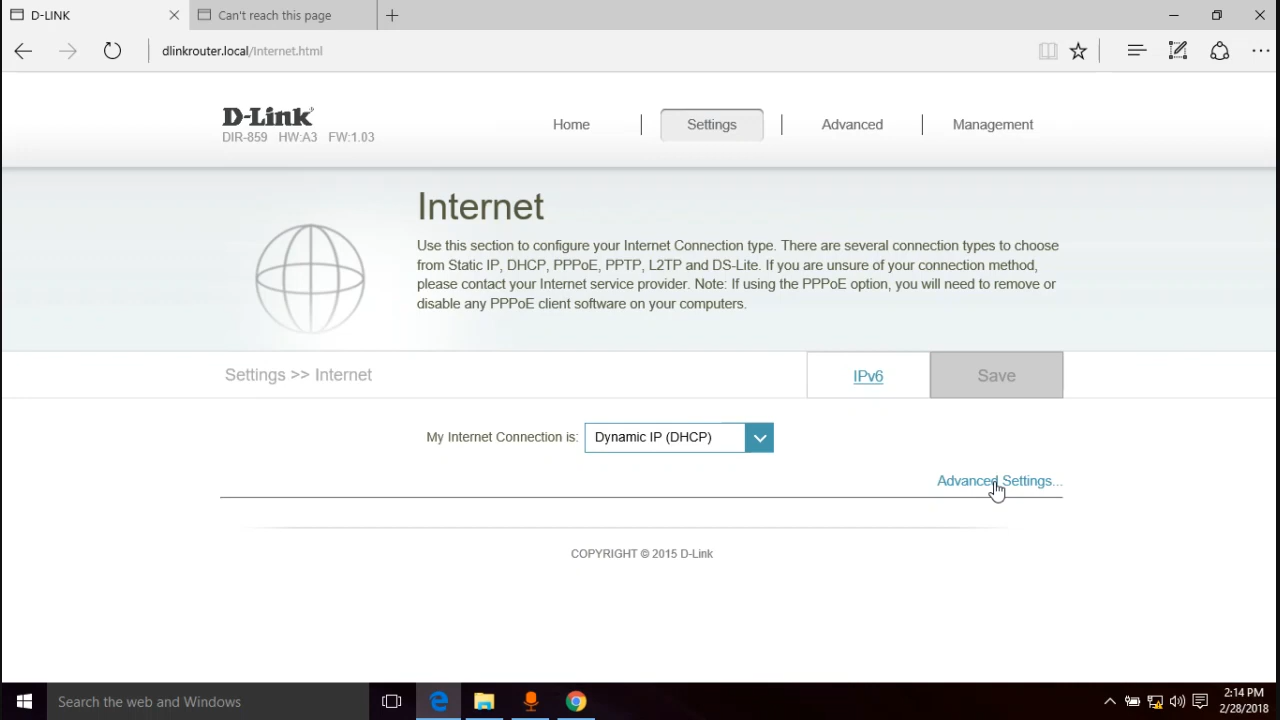 D-LINK
Can't reach this page
dlinkrouter.local/Internet.html
D-Link
DIR-859 HW:A3 FW:1.03
Home
Settings
Advanced
Management
Internet
Use this section to configure your Internet Connection type. There are several connection types to choose
from Static IP, DHCP, PPPoE, PPTP, L2TP and DS-Lite. If you are unsure of your connection method,
please contact your Internet service provider. Note: If using the PPPoE option, you will need to remove or
disable any PPPoE client software on your computers.
Settings >> Internet
IPv6
Save
My Internet Connection is: Dynamic IP (DHCP)
Advanced Settings...
COPYRIGHT © 2015 D-Link
Search the web and Windows
2:14 PM
2/28/2018